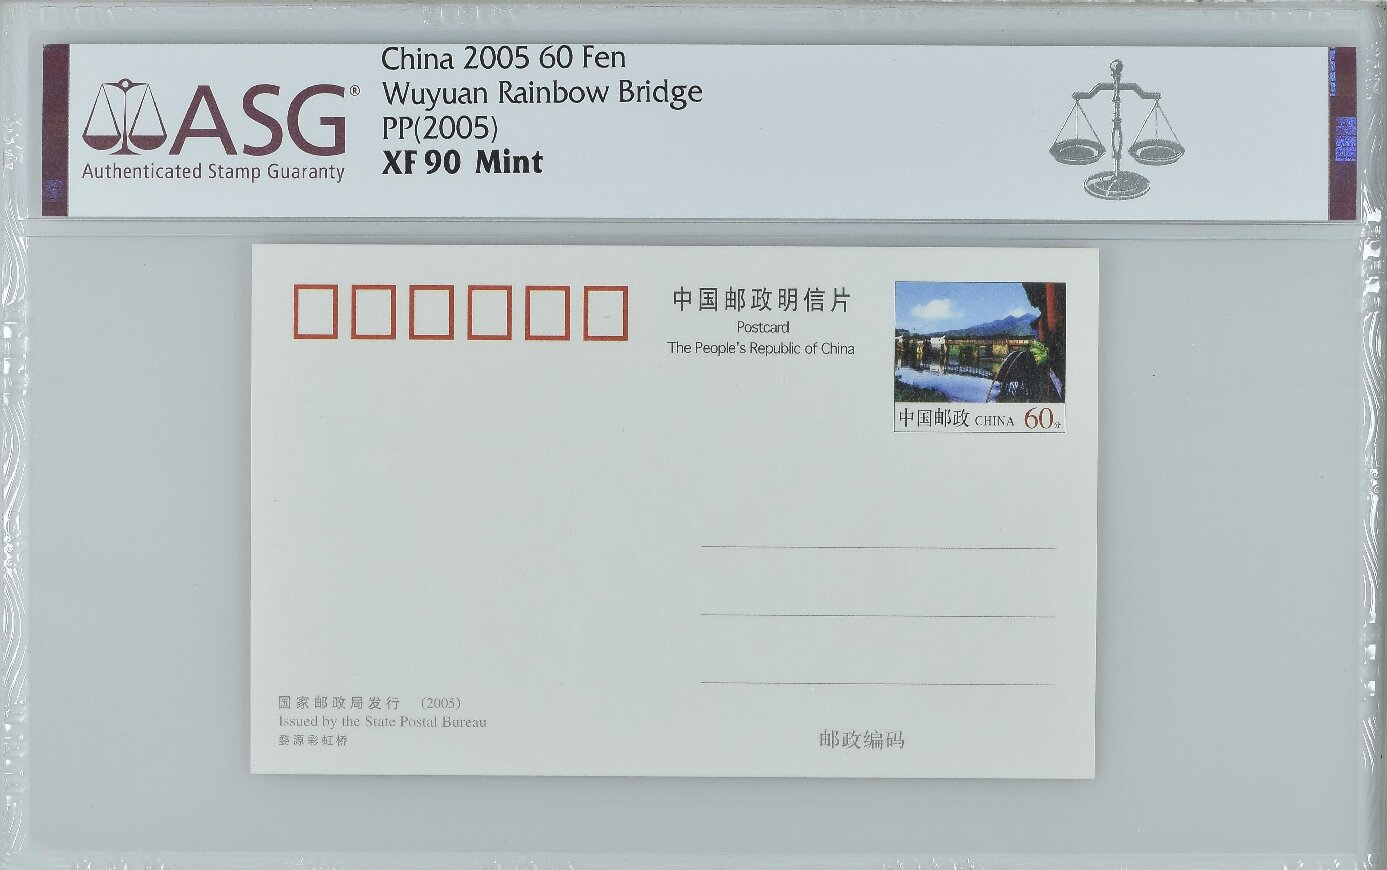 China 2005 60 Fen
Wuyuan Rainbow Bridge
PP(2005)
XF 90 Mint
ASG®
Authenticated Stamp Guaranty
中国邮政明信片
Postcard
The People's Republic of China
中国邮政 CHINA 60分
国家邮政局发行 (2005)
Issued by the State Postal Bureau
婺源彩虹桥
邮政编码